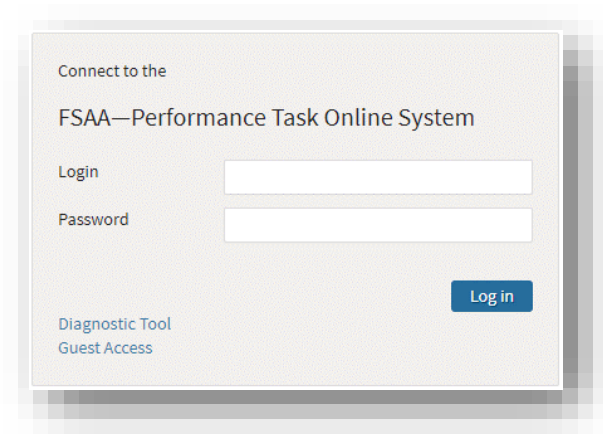 Connect to the
FSAA—Performance Task Online System
Login
Password
Log in
Diagnostic Tool
Guest Access